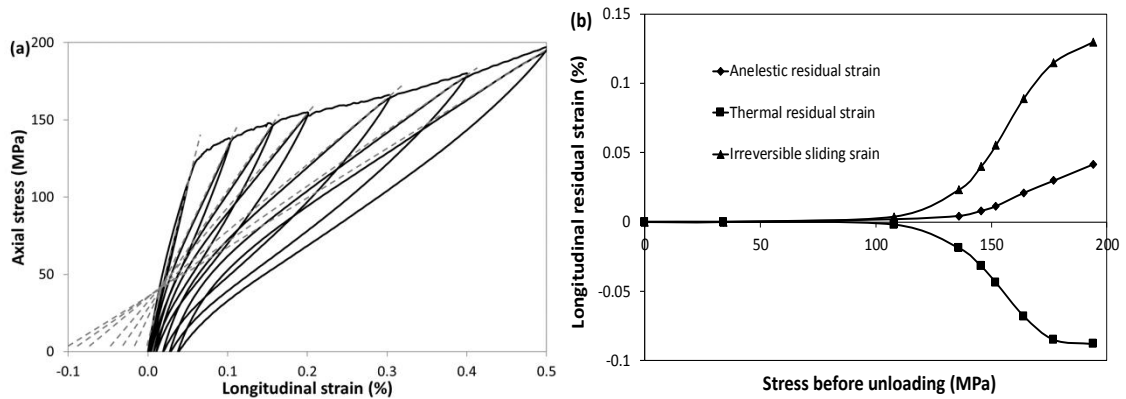 (a)
200
150
100
50
0
Axial stress (MPa)
-0.1 0.0 0.1 0.2 0.3 0.4 0.5
Longitudinal strain (%)
(b)
0.15
0.1
0.05
0
-0.05
-0.1
Longitudinal residual strain (%)
Anelestic residual strain
Thermal residual strain
Irreversible sliding srain
0 50 100 150 200
Stress before unloading (MPa)